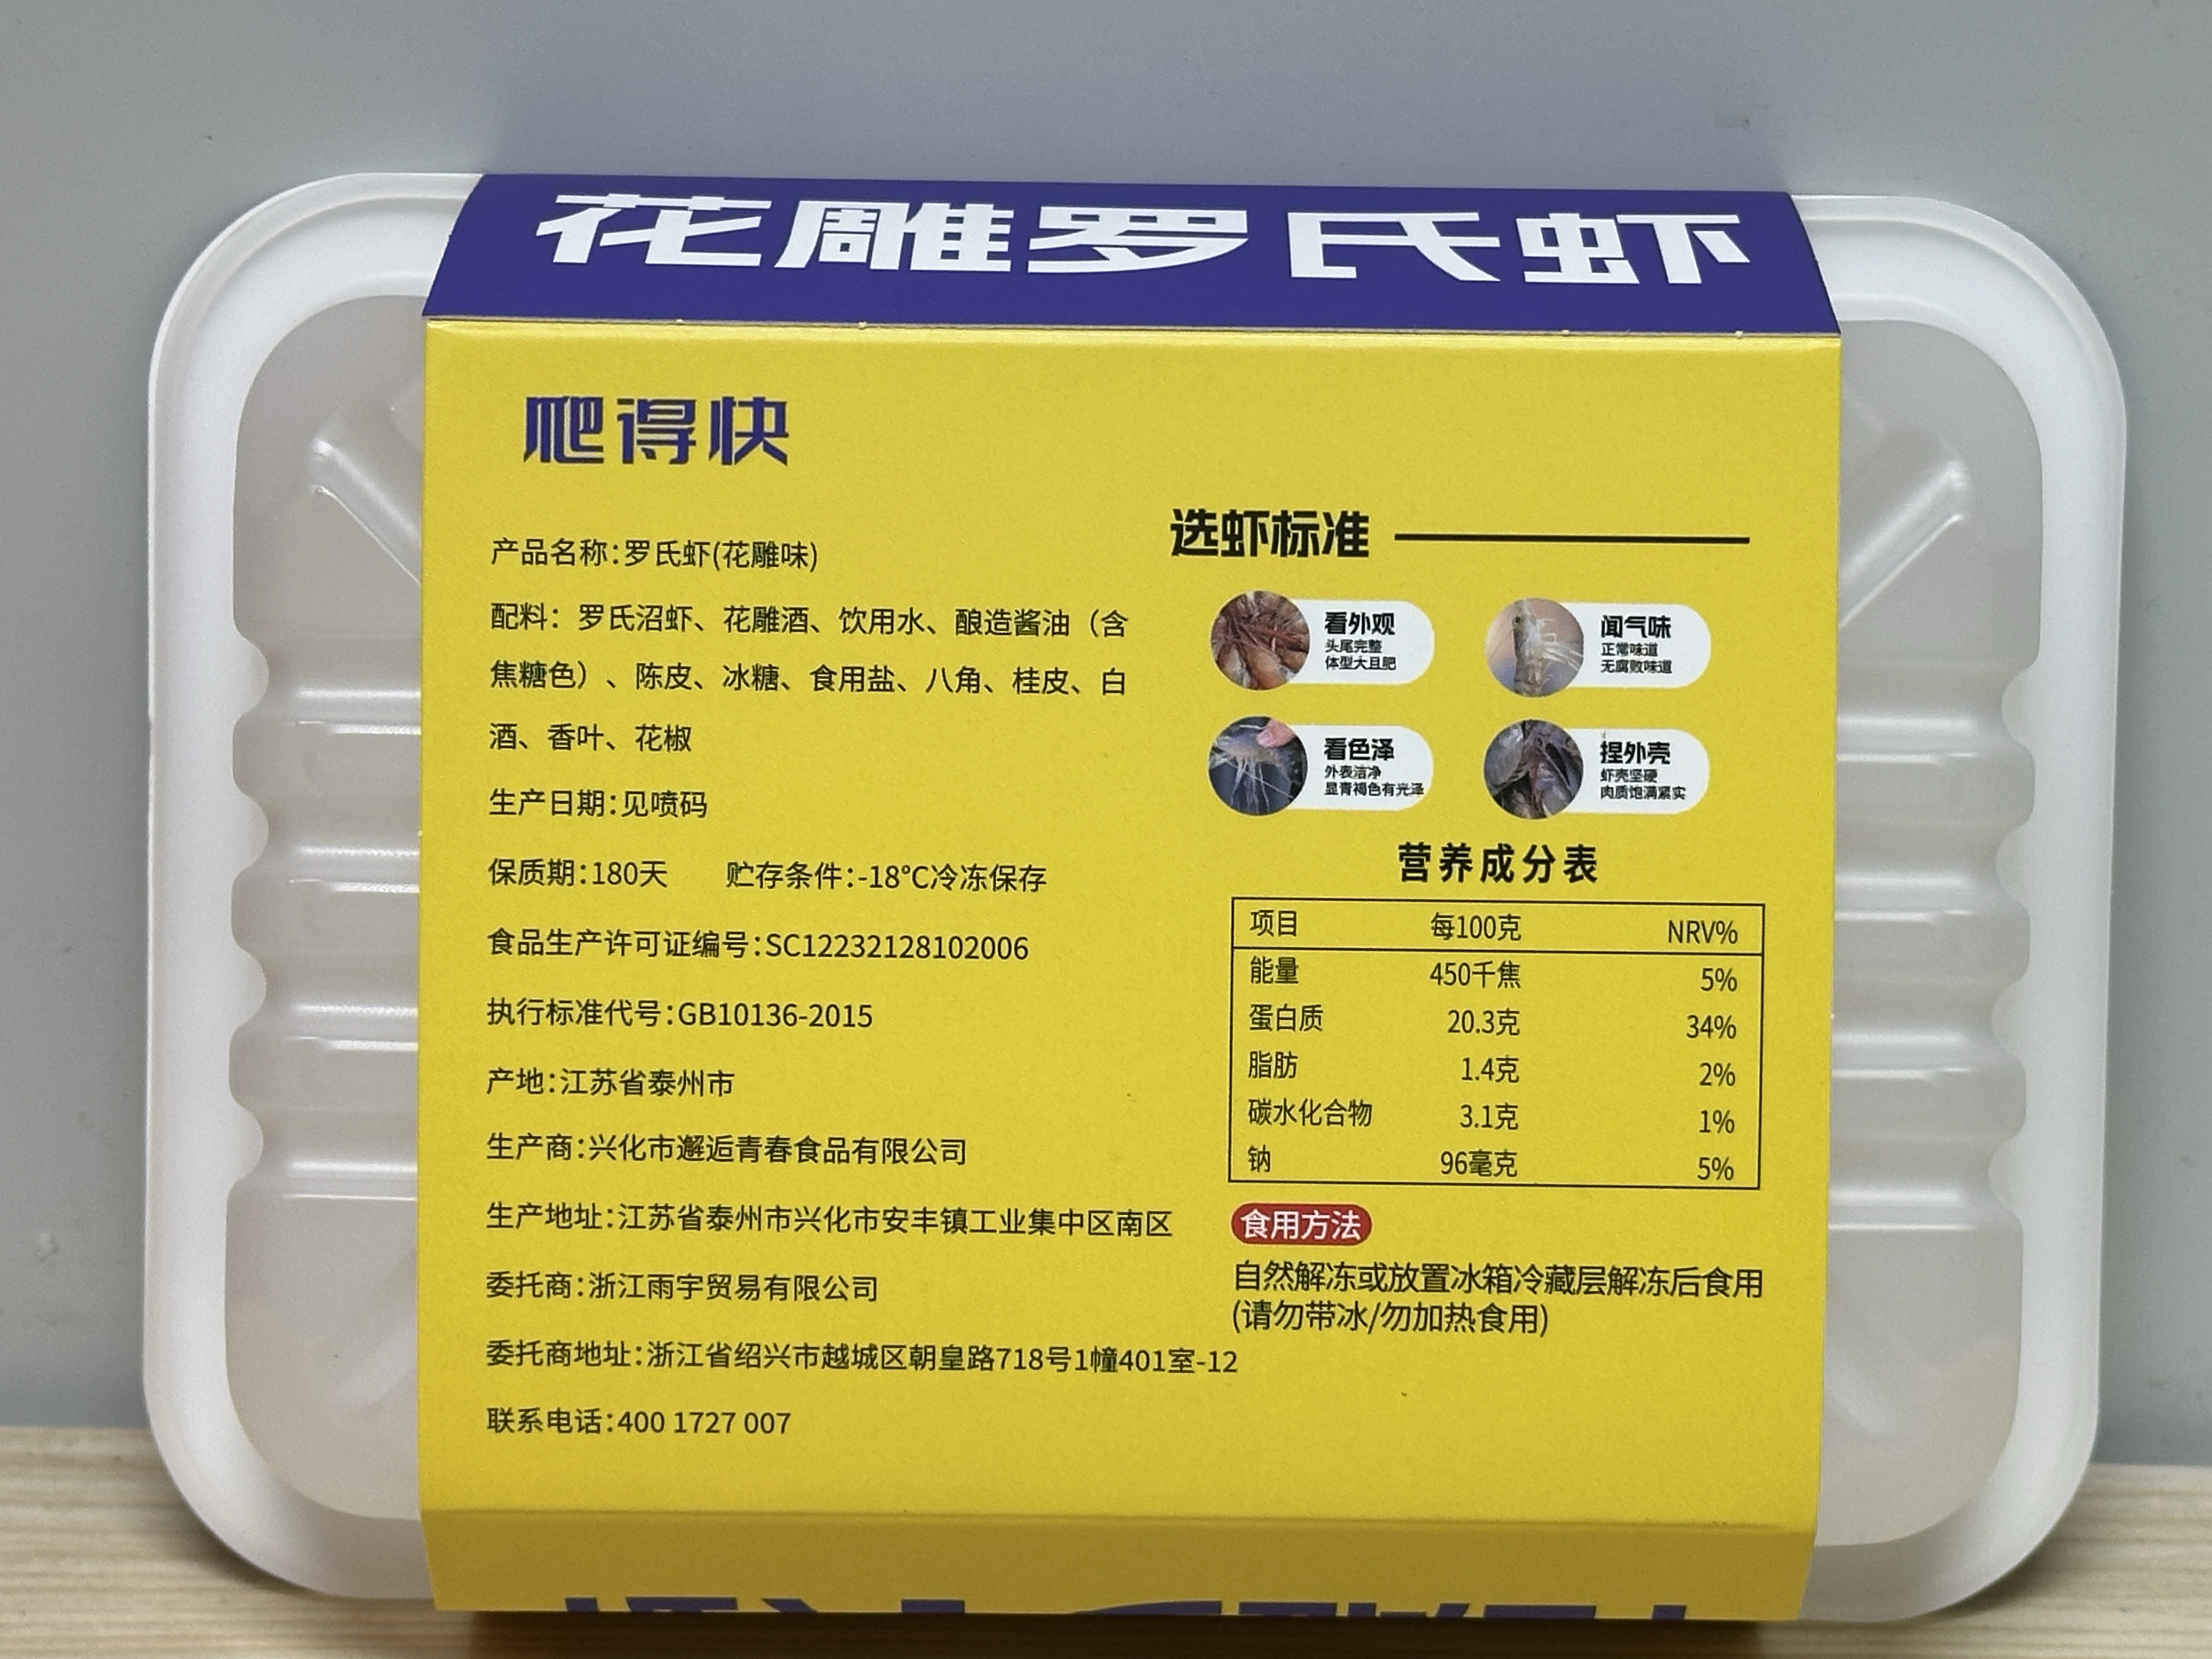 花雕罗氏虾
爬得快
产品名称:罗氏虾(花雕味)
配料：罗氏沼虾、花雕酒、饮用水、酿造酱油（含
焦糖色）、陈皮、冰糖、食用盐、八角、桂皮、白
酒、香叶、花椒
生产日期:见喷码
保质期:180天 贮存条件:-18℃冷冻保存
食品生产许可证编号:SC12232128102006
执行标准代号:GB10136-2015
产地:江苏省泰州市
生产商:兴化市邂逅青春食品有限公司
生产地址:江苏省泰州市兴化市安丰镇工业集中区南区
委托商:浙江雨宇贸易有限公司
委托商地址:浙江省绍兴市越城区朝皇路718号1幢401室-12
联系电话:400 1727 007
选虾标准
看外观
头尾完整
体型大且肥
闻气味
正常味道
无腐败味道
看色泽
外表洁净
显青褐色有光泽
捏外壳
虾壳坚硬
肉质饱满紧实
营养成分表
项目 每100克 NRV%
能量 450千焦 5%
蛋白质 20.3克 34%
脂肪 1.4克 2%
碳水化合物 3.1克 1%
钠 96毫克 5%
食用方法
自然解冻或放置冰箱冷藏层解冻后食用
(请勿带冰/勿加热食用)